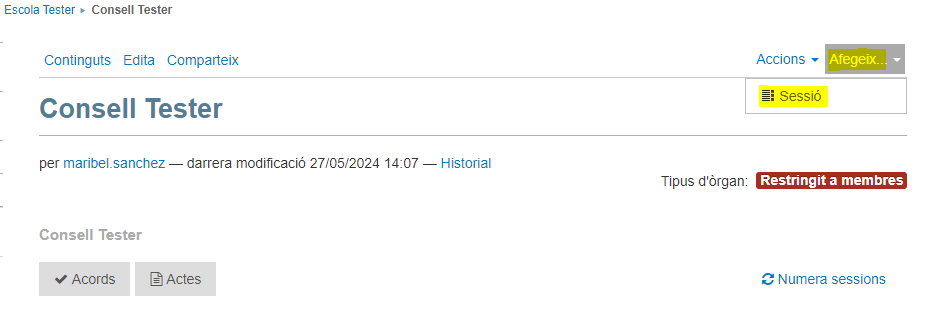 Escola Tester ▸ Consell Tester
Continguts Edita Comparteix Accions Afegeix...
Sessió
Consell Tester
per maribel.sanchez — darrera modificació 27/05/2024 14:07 — Historial
Tipus d'òrgan: Restringit a membres
Consell Tester
Acords Actes Numera sessions